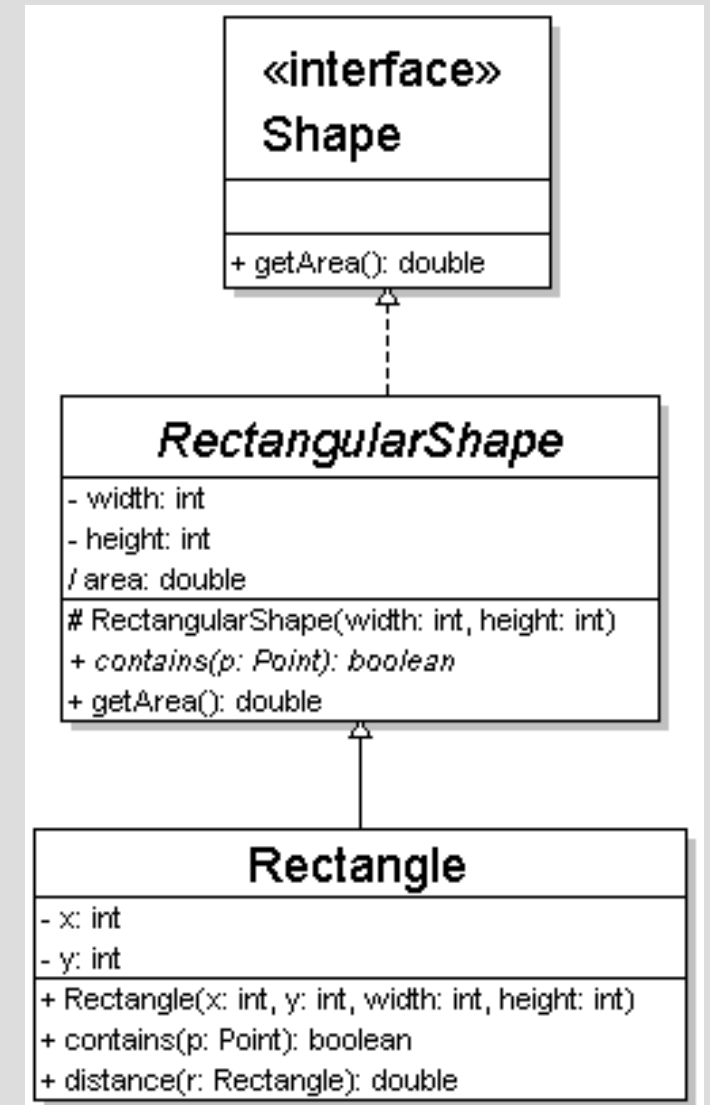 «interface»
Shape
+ getArea(): double
RectangularShape
- width: int
- height: int
/ area: double
# RectangularShape(width: int, height: int)
+ contains(p: Point): boolean
+ getArea(): double
Rectangle
- x: int
- y: int
+ Rectangle(x: int, y: int, width: int, height: int)
+ contains(p: Point): boolean
+ distance(r: Rectangle): double